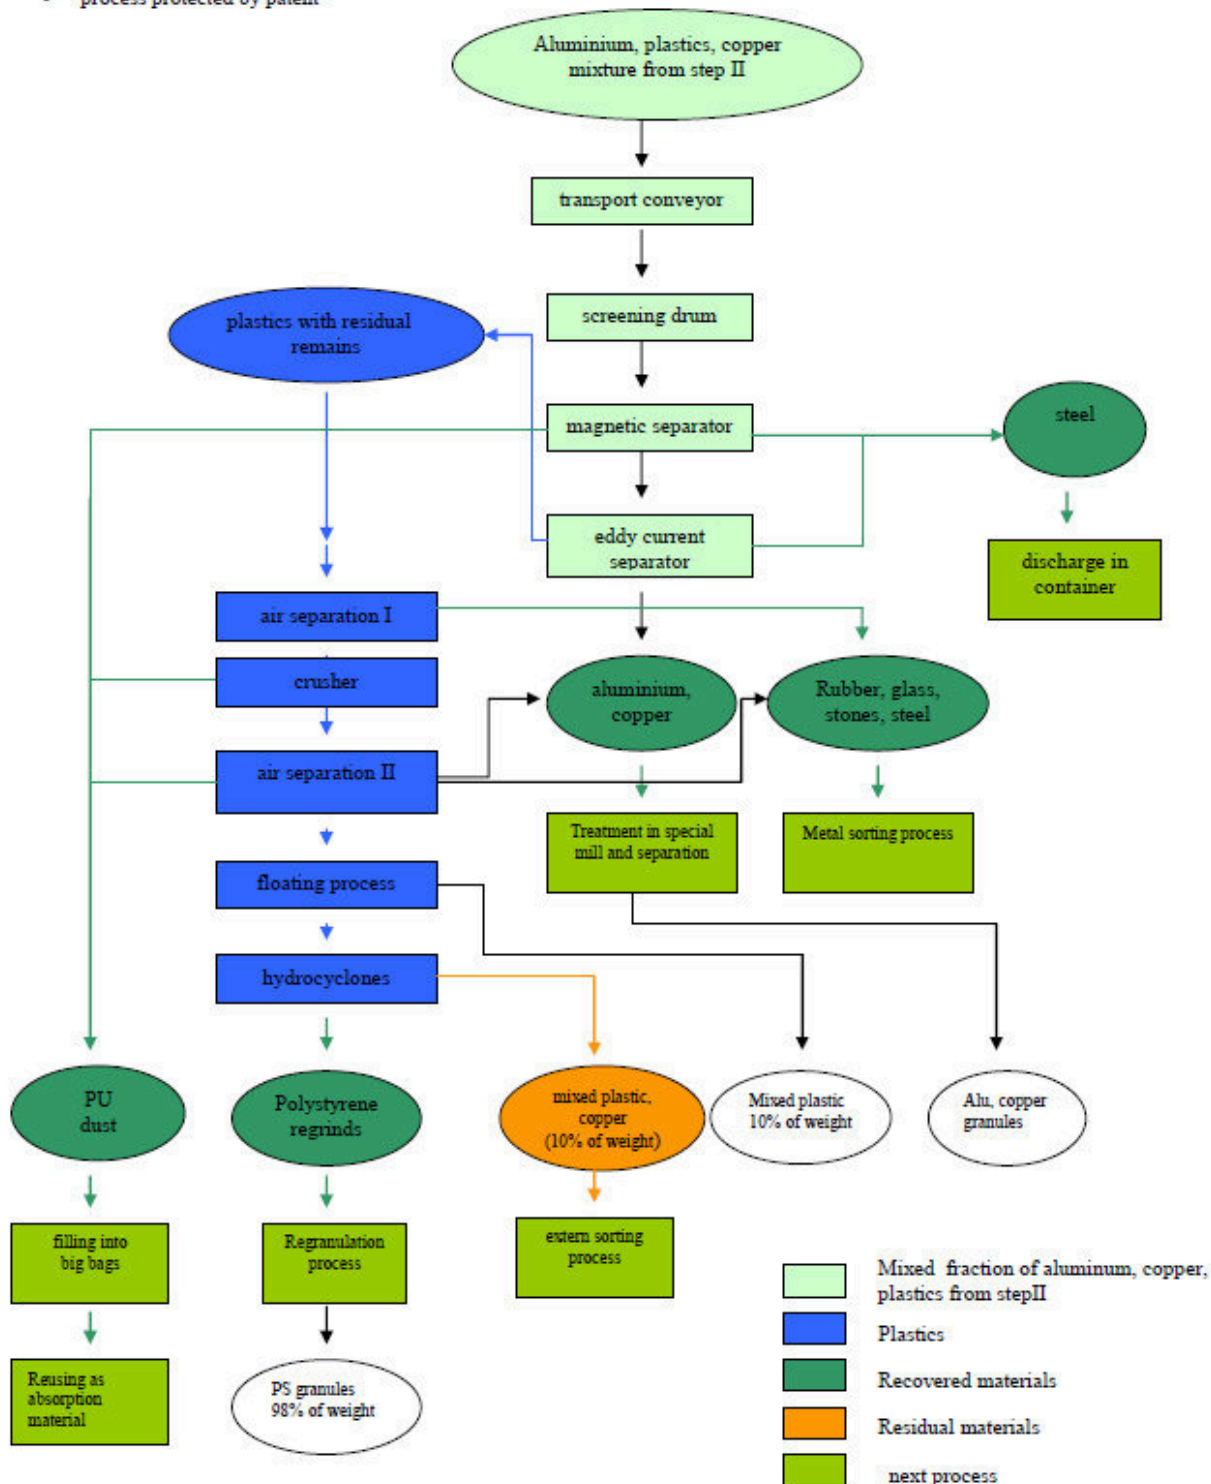 process protected by patent
Aluminium, plastics, copper
mixture from step II
transport conveyor
screening drum
plastics with residual
remains
magnetic separator
steel
eddy current
separator
discharge in
container
air separation I
crusher
aluminium,
copper
Rubber, glass,
stones, steel
air separation II
Treatment in special
mill and separation
Metal sorting process
floating process
hydrocyclones
PU
dust
Polystyrene
regrinds
mixed plastic,
copper
(10% of weight)
Mixed plastic
10% of weight
Alu, copper
granules
filling into
big bags
Regranulation
process
extern sorting
process
Reusing as
absorption
material
PS granules
98% of weight
Mixed fraction of aluminum, copper,
plastics from stepII
Plastics
Recovered materials
Residual materials
next process